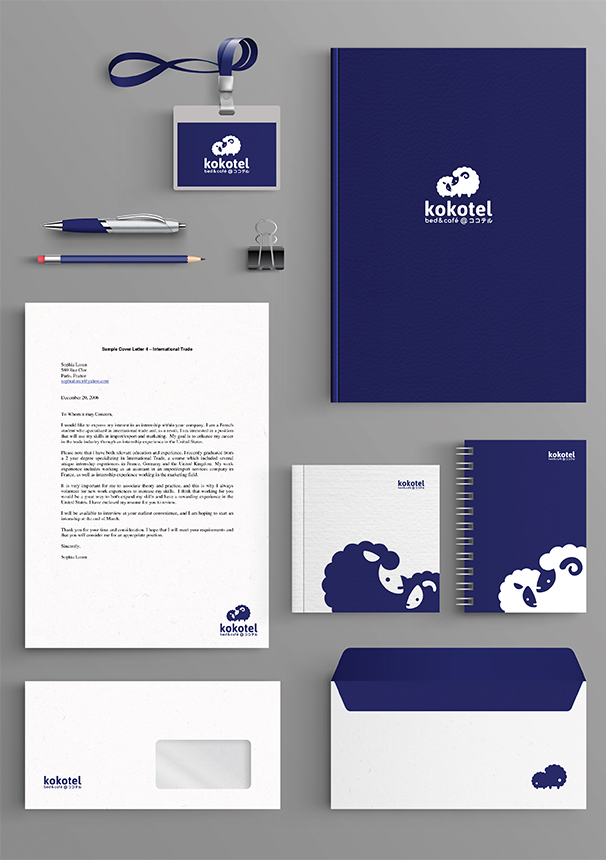 kokotel
bed&café @ ココテル
kokotel
bed&café @ ココテル
Sample Cover Letter 4 – International Trade
Sophia Loren
Paris, France
December 20, 2006
To Whom it may Concern,
I would like to express my interest in an internship within your company. I am a French
student who specialised in international trade and, as a result, I am interested in a position
that will use my skills in import/export and marketing. My goal is to enhance my career
in the trade industry through an internship experience in the United States.
Please note that I have both relevant education and experience. I recently graduated from
a 2 year degree specializing in International Trade, a course which included several
unique internship experiences in France, Germany and the United Kingdom. My work
experience includes working as an assistant to an import/export services company in
France, as well as internship experience working in the marketing field.
It is very important for me to associate theory and practice, and this is why I always
volunteer for new work experiences to increase my skills. I think that working for you
would be a great way to both expand my skills and have a rewarding experience in the
United States. I have enclosed my resume for you to review.
I will be available to interview at your earliest convenience, and I am hoping to start an
internship at the end of March.
Thank you for your time and consideration. I hope that I will meet your requirements and
that you will consider me for an appropriate practice.
Sincerely,
Sophia Loren
kokotel
bed&café @ ココテル
kokotel
bed&café @ ココテル
kokotel
bed&café @ ココテル
kokotel
bed&café @ ココテル